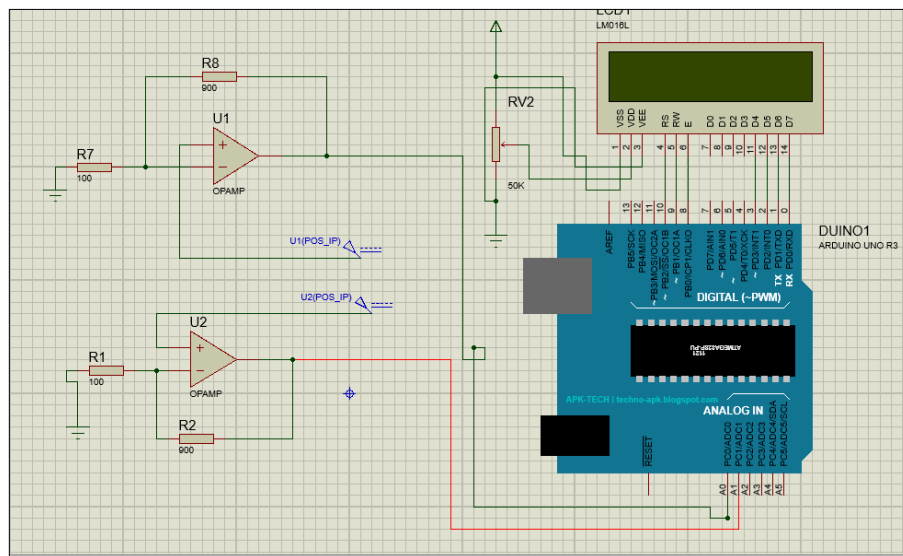 LCD1
LM016L
R8
900
U1
OPAMP
R7
100
U1(POS_IP)
U2(POS_IP)
U2
OPAMP
R1
100
R2
900
RV2
50K
VSS
VDD
VEE
RS
RW
E
D0
D1
D2
D3
D4
D5
D6
D7
1
2
3
4
5
6
7
8
9
10
11
12
13
14
13
12
11
10
9
8
7
6
5
4
3
2
1
0
AREF
PB5/SCK
PB4/MISO
~PB3/MOSI/OC2A
~PB2/SS/OC1B
~PB1/OC1A
PB0/ICP1/CLKO
PD7/AIN1
~PD6/AIN0
~PD5/T1
PD4/T0/XCK
~PD3/INT1
PD2/INT0
TX PD1/TXD
RX PD0/RXD
DUINO1
ARDUINO UNO R3
DIGITAL (~PWM)
1121
ATMEGA328P-PU
APK-TECH | techno-apk.blogspot.com
ANALOG IN
RESET
PC0/ADC0
PC1/ADC1
PC2/ADC2
PC3/ADC3
PC4/ADC4/SDA
PC5/ADC5/SCL
A0
A1
A2
A3
A4
A5